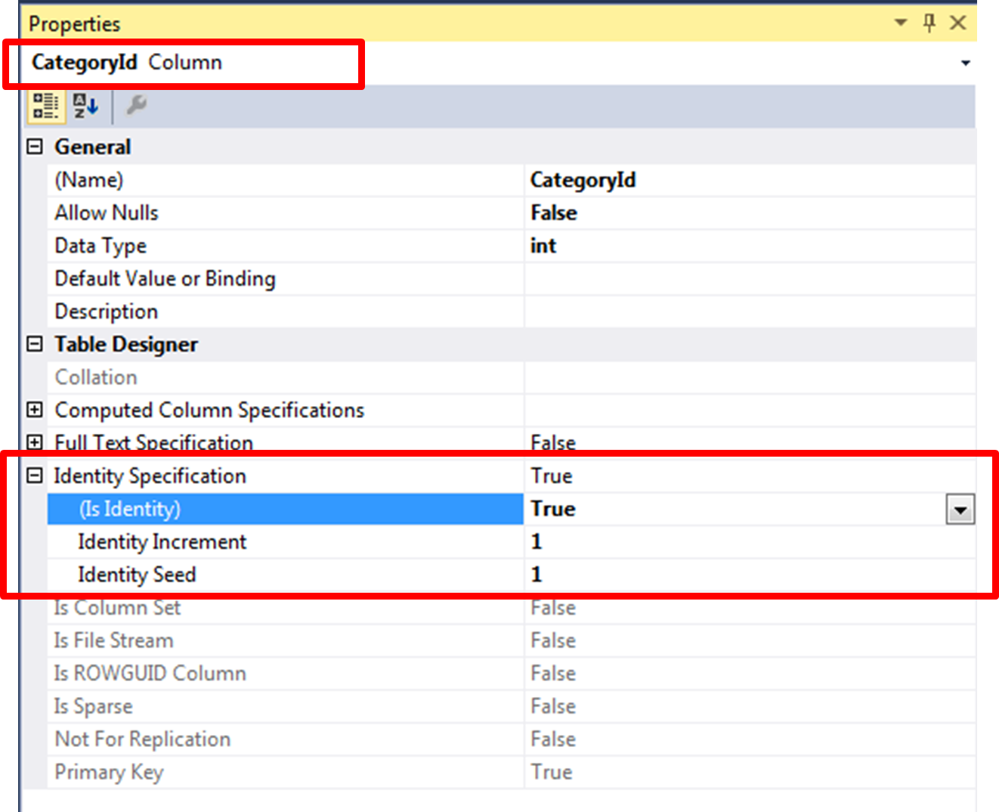 Properties
CategoryId Column
General
(Name) CategoryId
Allow Nulls False
Data Type int
Default Value or Binding
Description
Table Designer
Collation
Computed Column Specifications
Full Text Specification False
Identity Specification True
(Is Identity) True
Identity Increment 1
Identity Seed 1
Is Column Set False
Is File Stream False
Is ROWGUID Column False
Is Sparse False
Not For Replication False
Primary Key True